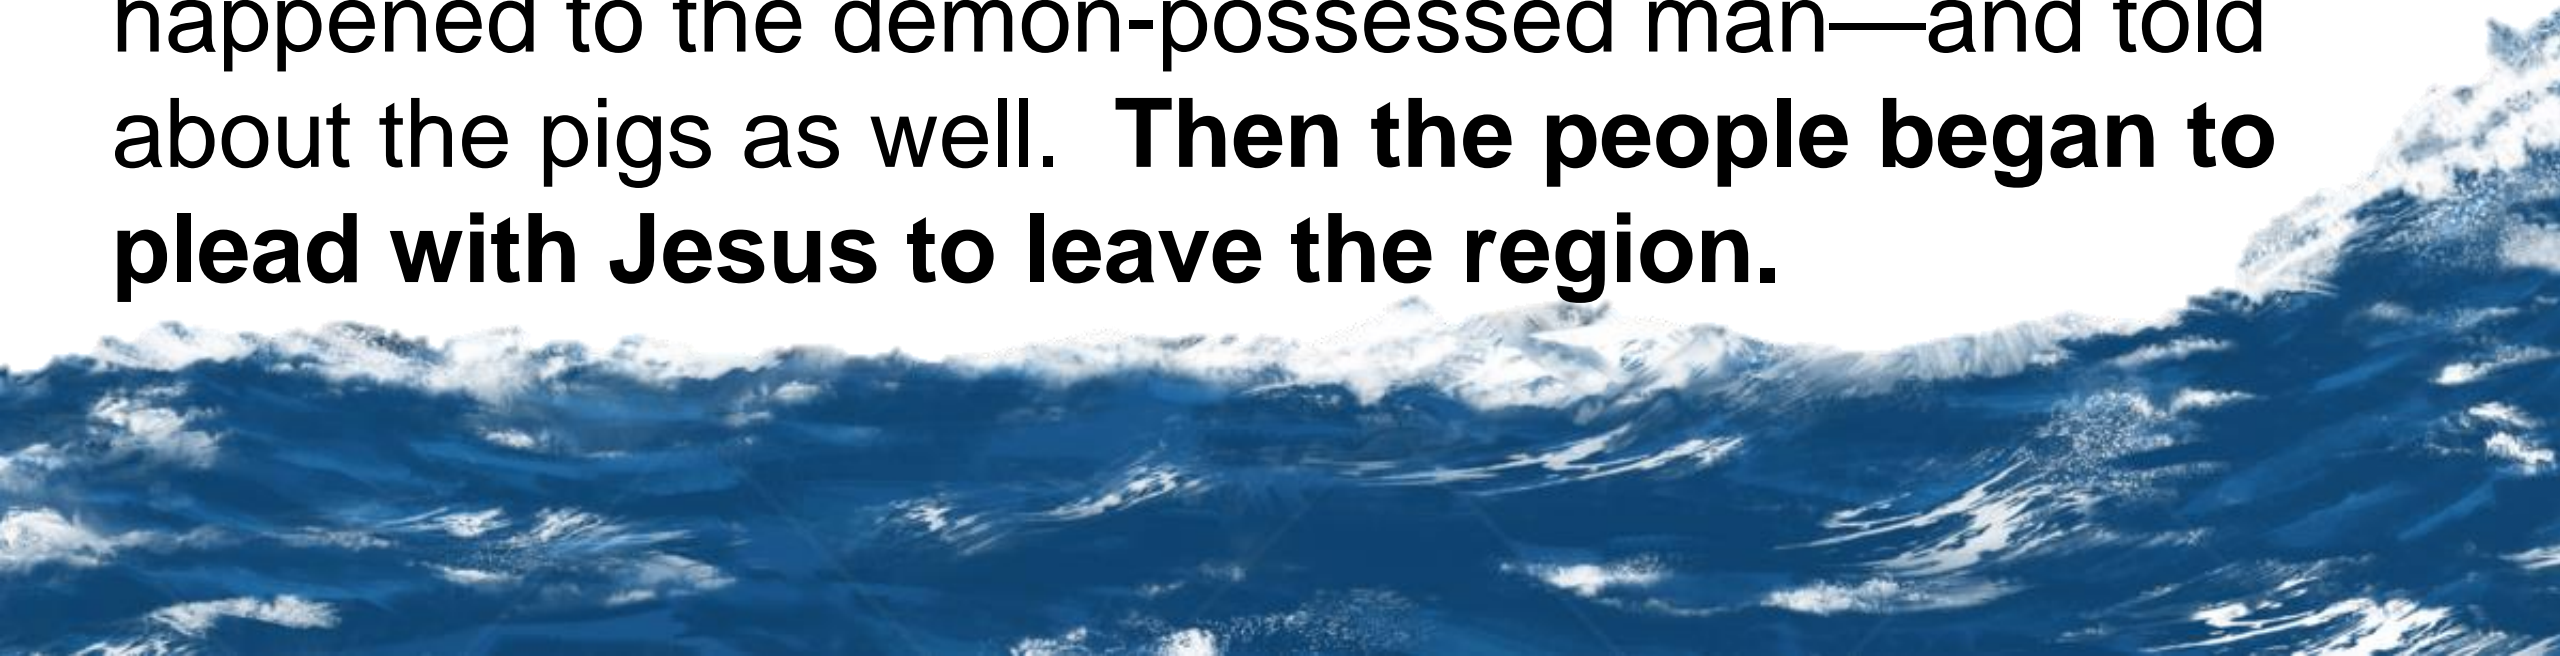 happened to the demon-possessed man—and told
about the pigs as well.  Then the people began to
plead with Jesus to leave the region.